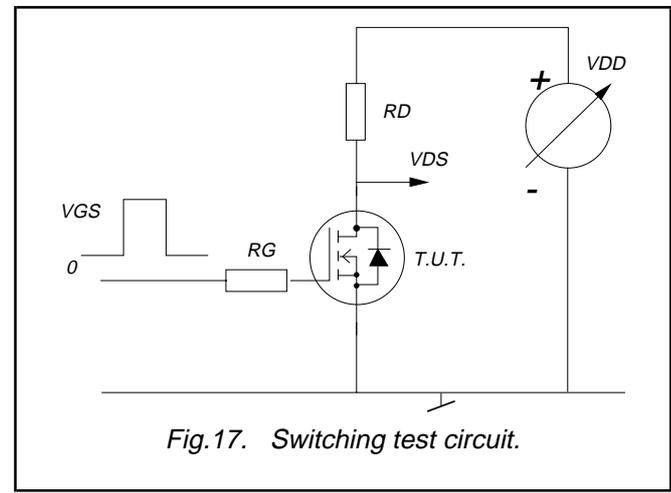 VDD
+
RD
VDS
-
VGS
RG
T.U.T.
0
Fig.17. Switching test circuit.